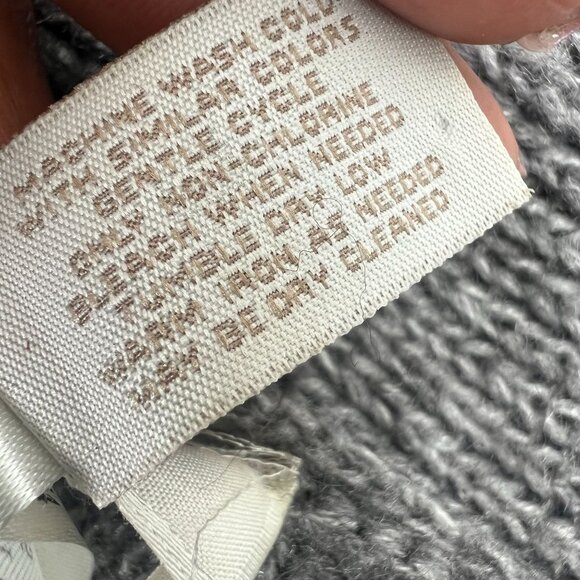 MACHINE WASH COLD
WITH SIMILAR COLORS
GENTLE CYCLE
ONLY NON-CHLORINE
BLEACH WHEN NEEDED
TUMBLE DRY LOW
WARM IRON AS NEEDED
MAY BE DRY CLEANED